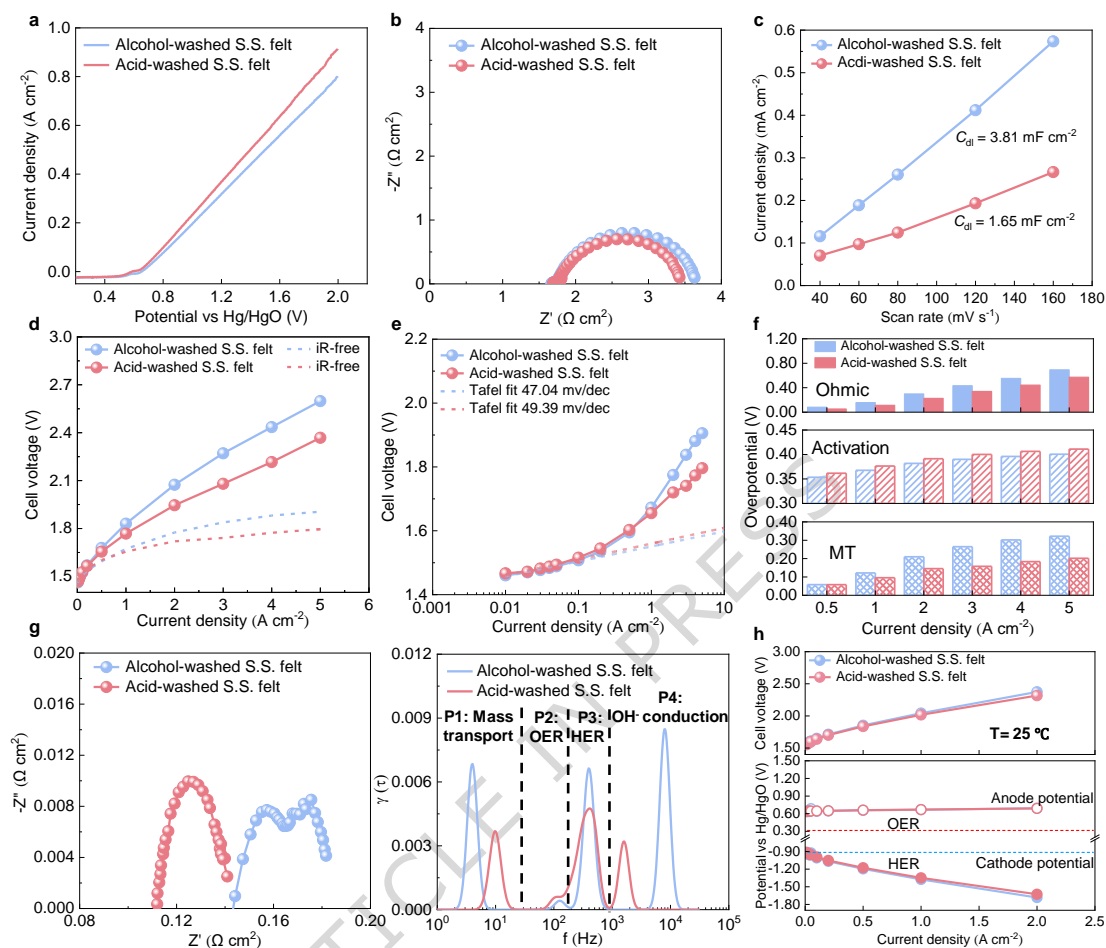 a
Alcohol-washed S.S. felt
Acid-washed S.S. felt
Current density (A cm-2)
1.0
0.8
0.6
0.4
0.2
0.0
0.4 0.8 1.2 1.6 2.0
Potential vs Hg/HgO (V)
b
Alcohol-washed S.S. felt
Acid-washed S.S. felt
-Z'' (Ω cm2)
4
3
2
1
0
0 1 2 3 4
Z' (Ω cm2)
c
Alcohol-washed S.S. felt
Acdi-washed S.S. felt
Current density (mA cm-2)
0.6
0.5
0.3
0.2
0.0
Cdl = 3.81 mF cm-2
Cdl = 1.65 mF cm-2
40 60 80 100 120 140 160 180
Scan rate (mV s-1)
d
Alcohol-washed S.S. felt
Acid-washed S.S. felt
iR-free
iR-free
Cell voltage (V)
3.0
2.7
2.4
2.1
1.8
1.5
0 1 2 3 4 5 6
Current density (A cm-2)
e
Alcohol-washed S.S. felt
Acid-washed S.S. felt
Tafel fit 47.04 mv/dec
Tafel fit 49.39 mv/dec
Cell voltage (V)
2.2
2.0
1.8
1.6
1.4
0.001 0.01 0.1 1 10
Current density (A cm-2)
f
Alcohol-washed S.S. felt
Acid-washed S.S. felt
Ohmic
Activation
MT
Overpotential (V)
0.80
0.40
0.00
0.45
0.40
0.35
0.30
0.40
0.20
0.00
0.5 1 2 3 4 5
Current density (A cm-2)
g
Alcohol-washed S.S. felt
Acid-washed S.S. felt
-Z'' (Ω cm2)
0.020
0.016
0.012
0.008
0.004
0.000
0.08 0.12 0.16 0.20
Z' (Ω cm2)
Alcohol-washed S.S. felt
Acid-washed S.S. felt
P1: Mass
transport
P2:
OER
P3:
HER
P4:
IOH- conduction
γ (τ)
0.012
0.009
0.006
0.003
0.000
100 101 102 103 104 105
f (Hz)
h
Alcohol-washed S.S. felt
Acid-washed S.S. felt
T= 25 ℃
Cell voltage (V)
3.00
2.50
2.00
1.50
Anode potential
OER
HER
Cathode potential
Potential vs Hg/HgO (V)
0.90
0.60
0.30
-0.90
-1.20
-1.50
-1.80
0.0 0.5 1.0 1.5 2.0 2.5
Current density (A cm-2)
TICLE IN PRESS